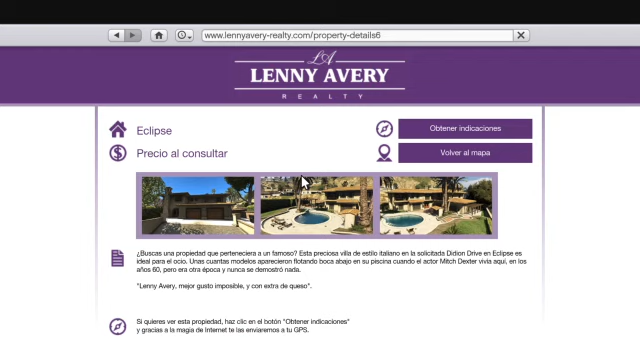 www.lennyavery-realty.com/property-details6
LA
LENNY AVERY
REALTY
Eclipse
Obtener indicaciones
Precio al consultar
Volver al mapa
¿Buscas una propiedad que perteneciera a un famoso? Esta preciosa villa de estilo italiano en la solicitada Didion Drive en Eclipse es
ideal para el ocio. Unas cuantas modelos aparecieron flotando boca abajo en su piscina cuando el actor Mitch Dexter vivía aquí, en los
años 60, pero era otra época y nunca se demostró nada.
"Lenny Avery, mejor gusto imposible, y con extra de queso".
Si quieres ver esta propiedad, haz clic en el botón "Obtener indicaciones"
y gracias a la magia de Internet te las enviaremos a tu GPS.